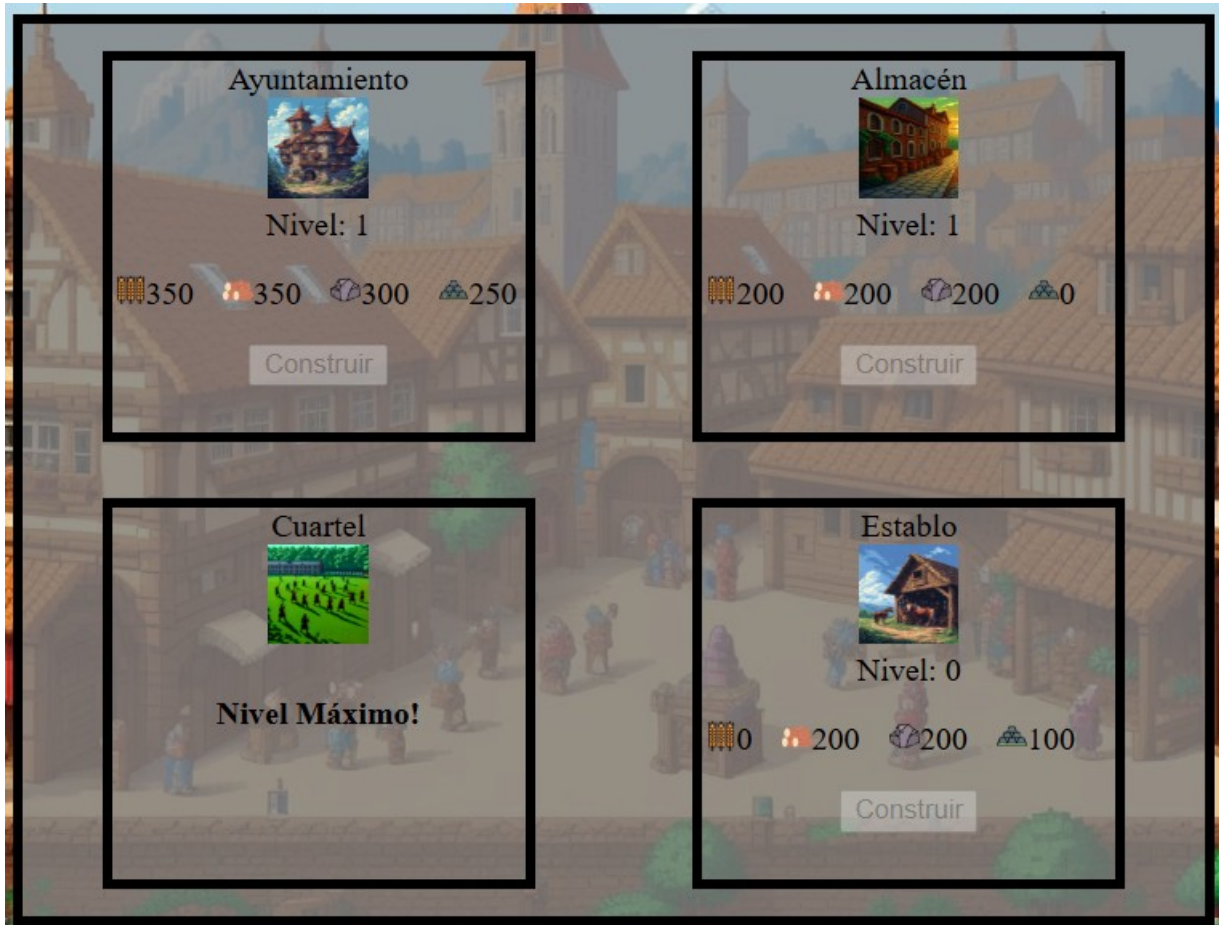 Ayuntamiento
Nivel: 1
350 350 300 250
Construir
Almacén
Nivel: 1
200 200 200 0
Construir
Cuartel
Nivel Máximo!
Establo
Nivel: 0
0 200 200 100
Construir